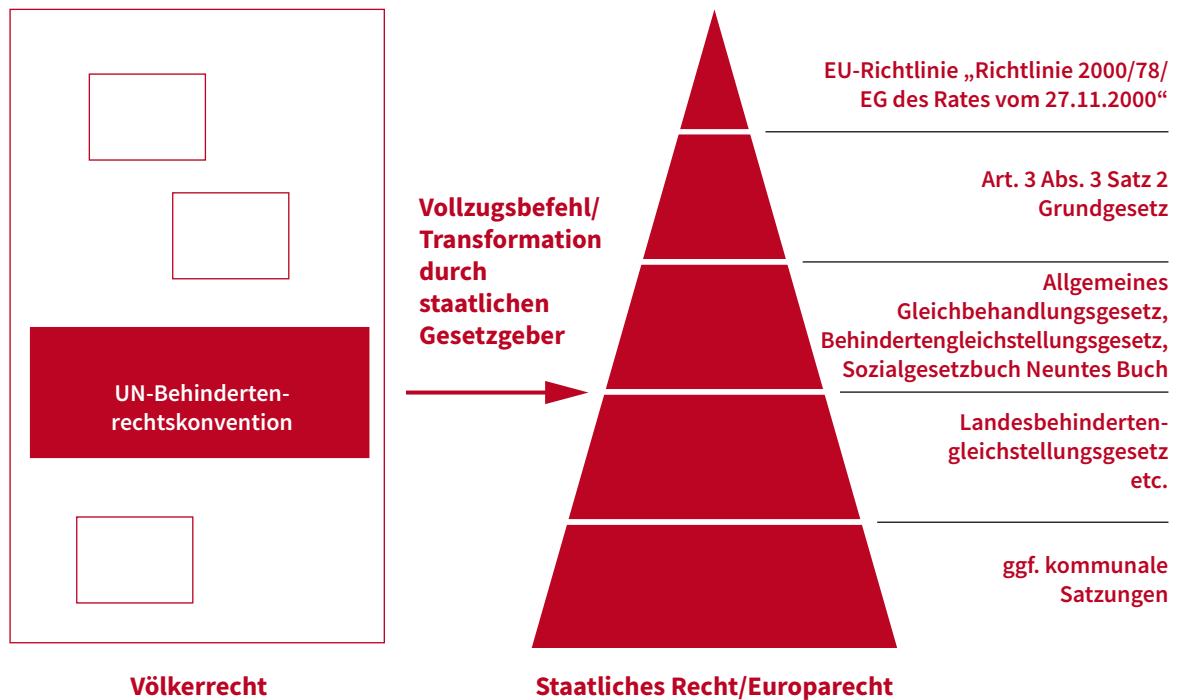 UN-Behinderten-
rechtskonvention
Völkerrecht
Vollzugsbefehl/
Transformation
durch
staatlichen
Gesetzgeber
EU-Richtlinie „Richtlinie 2000/78/
EG des Rates vom 27.11.2000“
Art. 3 Abs. 3 Satz 2
Grundgesetz
Allgemeines
Gleichbehandlungsgesetz,
Behindertengleichstellungsgesetz,
Sozialgesetzbuch Neuntes Buch
Landesbehinderten-
gleichstellungsgesetz
etc.
ggf. kommunale
Satzungen
Staatliches Recht/Europarecht